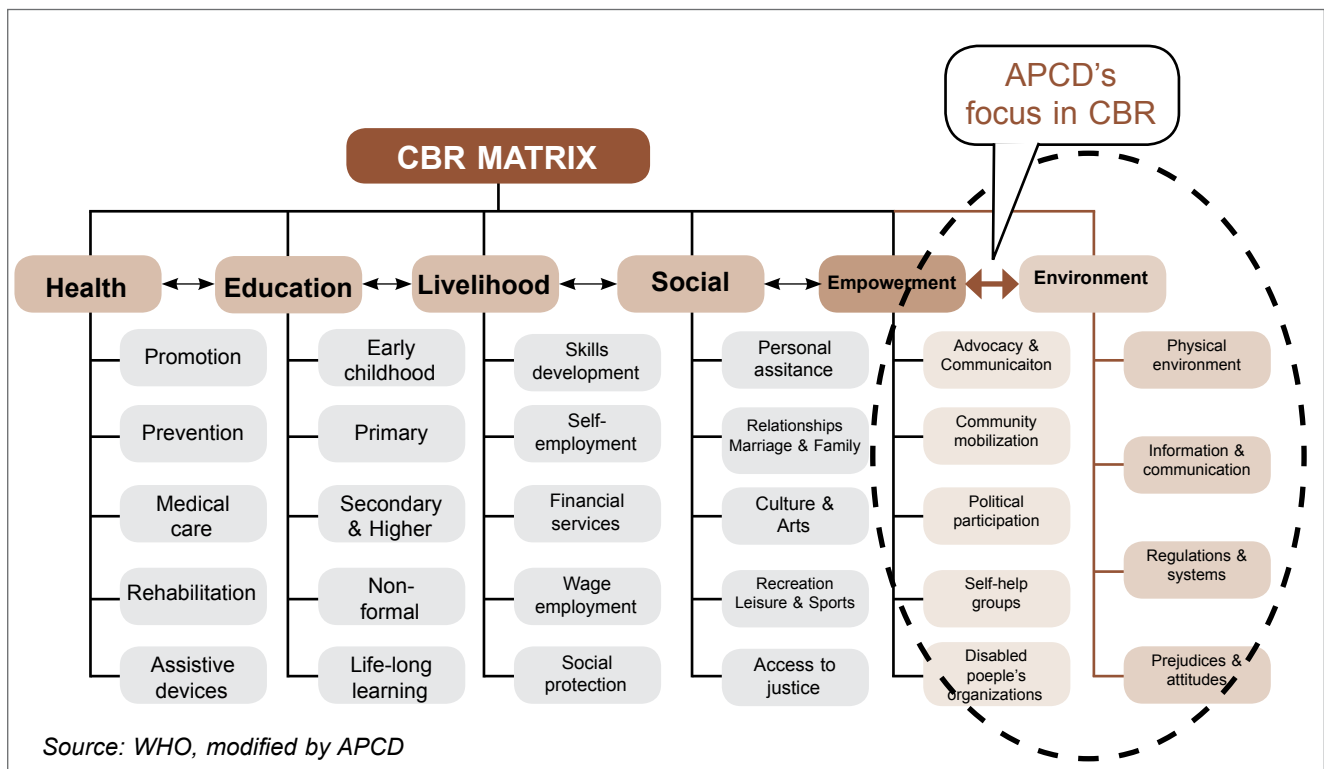 APCD's
focus in CBR
CBR MATRIX
Health
Education
Livelihood
Social
Empowerment
Environment
Promotion
Prevention
Medical
care
Rehabilitation
Assistive
devices
Early
childhood
Primary
Secondary
& Higher
Non-
formal
Life-long
learning
Skills
development
Self-
employment
Financial
services
Wage
employment
Social
protection
Personal
assitance
Relationships
Marriage & Family
Culture &
Arts
Recreation
Leisure & Sports
Access to
justice
Advocacy &
Communicaiton
Community
mobilization
Political
participation
Self-help
groups
Disabled
poeple's
organizations
Physical
environment
Information &
communication
Regulations &
systems
Prejudices &
attitudes
Source: WHO, modified by APCD